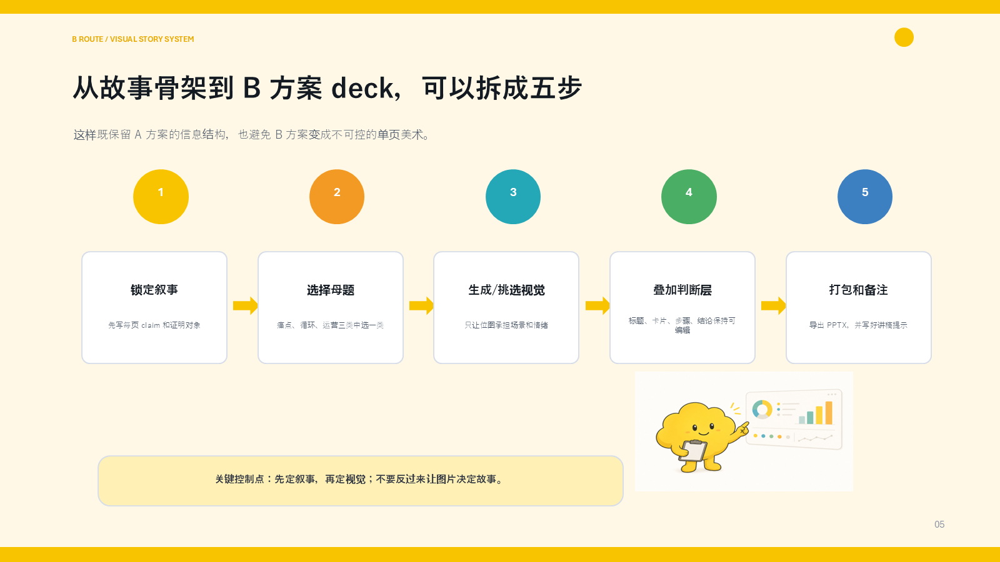 B ROUTE / VISUAL STORY SYSTEM
从故事骨架到 B 方案 deck，可以拆成五步
这样既保留 A 方案的信息结构，也避免 B 方案变成不可控的单页美术。
1
2
3
4
5
锁定叙事
先写每页 claim 和证明对象
选择母题
痛点、循环、运营三类中选一类
生成/挑选视觉
只让位图承担场景和情绪
叠加判断层
标题、卡片、步骤、结论保持可
编辑
打包和备注
导出 PPTX，并写好讲稿提示
关键控制点：先定叙事，再定视觉；不要反过来让图片决定故事。
05